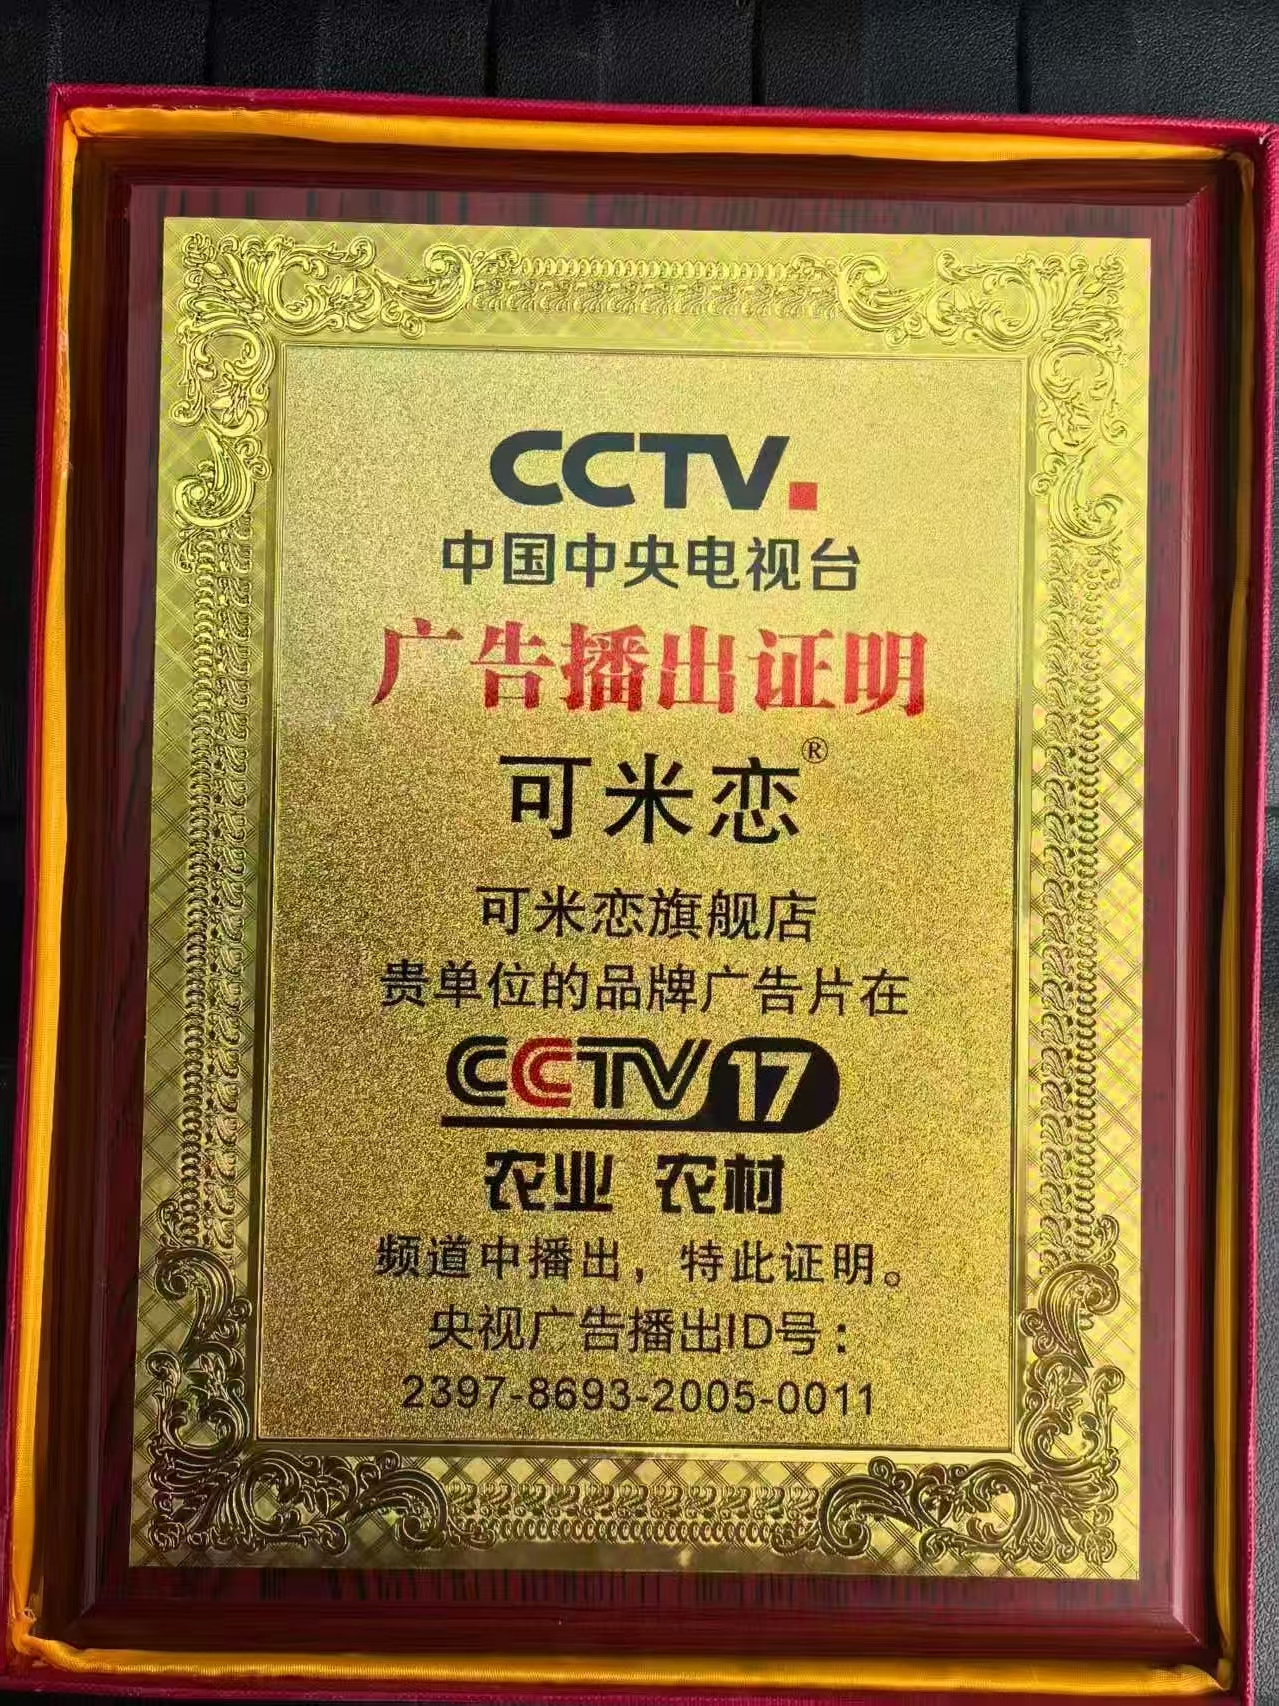 CCTV.
中国中央电视台
广告播出证明
可米恋®
可米恋旗舰店
贵单位的品牌广告片在
CCTV 17
农业 农村
频道中播出，特此证明。
央视广告播出ID号：
2397-8693-2005-0011